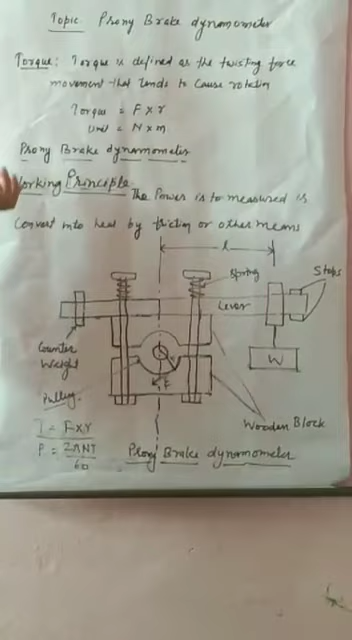 Topic Prony Brake dynamometer
Torque: Torque is defined as the twisting force
movement that tends to cause rotation
Torque = F x r
Unit = N x m
Prony Brake dynamometer
Working Principle The Power is to measured is
Convert into heat by friction or other means
l
Spring
Stops
Lever
Counter
Weight
W
Pulley
F
T = F x r
P = 2πNT
60
Wooden Block
Prony Brake dynamometer